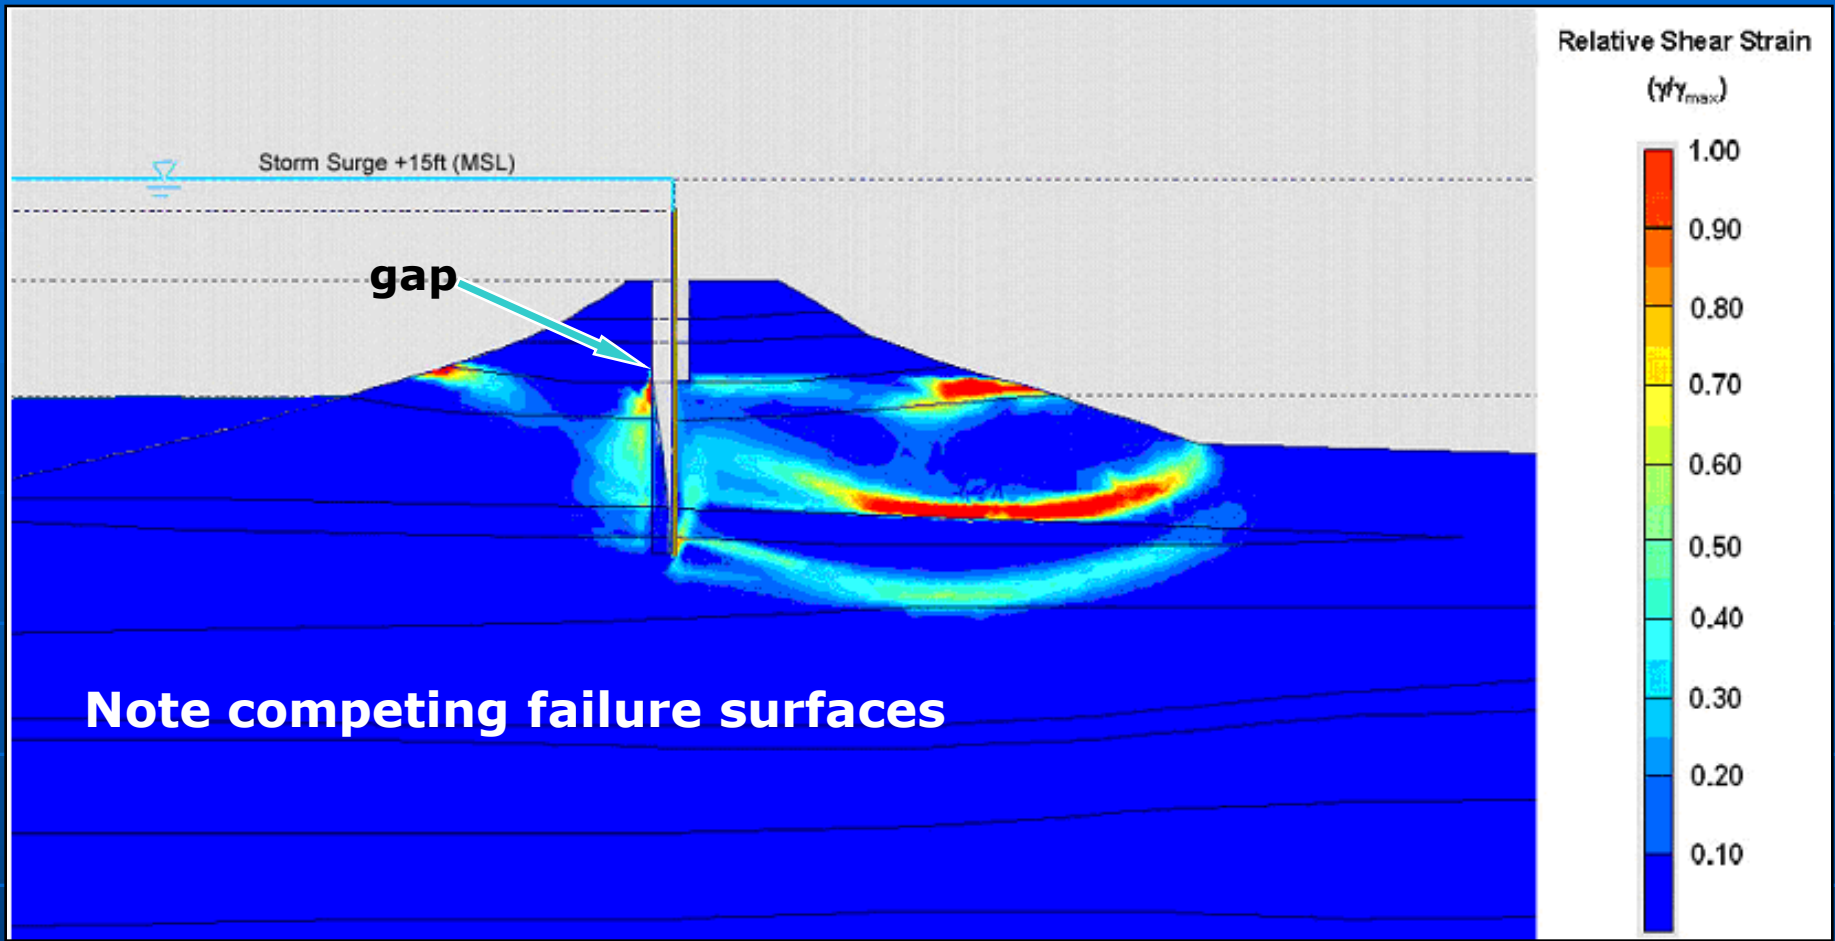 Relative Shear Strain
(γ/γmax)
Storm Surge +15ft (MSL)
gap
Note competing failure surfaces
1.00
0.90
0.80
0.70
0.60
0.50
0.40
0.30
0.20
0.10